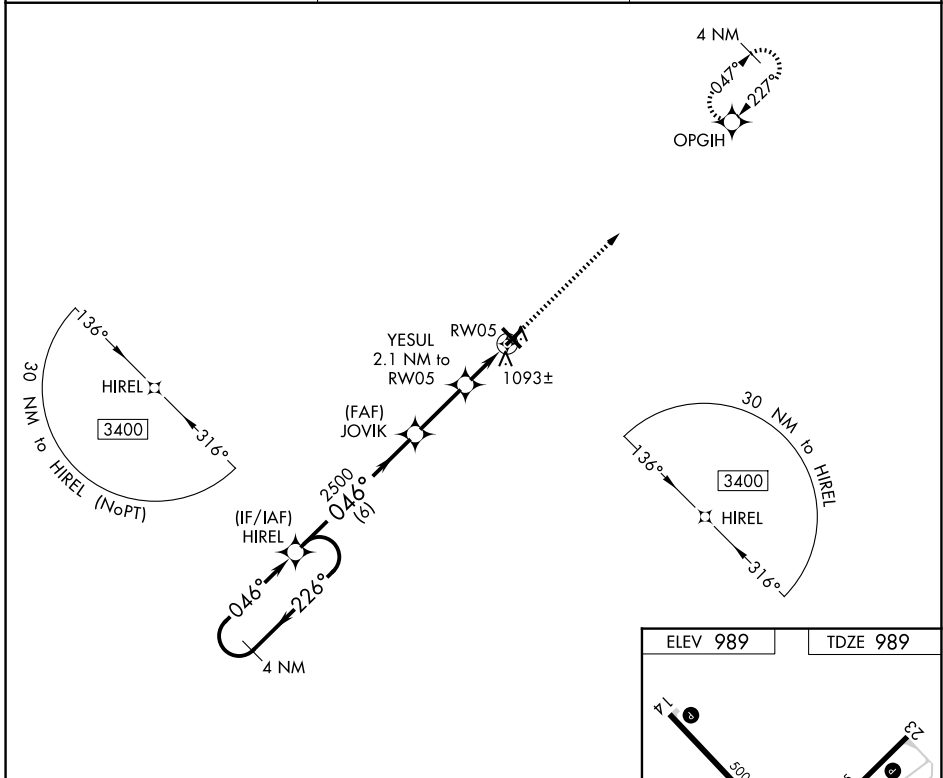 4 NM
047°
227°
OPGIH
RW05
YESUL
2.1 NM to
RW05
1093±
136°
HIREL
3400
316°
30 NM to HIREL (NoPT)
(FAF)
JOVIK
2500
046°
(6)
(IF/IAF)
HIREL
046°
226°
4 NM
30 NM to HIREL
136°
3400
HIREL
316°
ELEV 989
TDZE 989
14
P
500
23
P